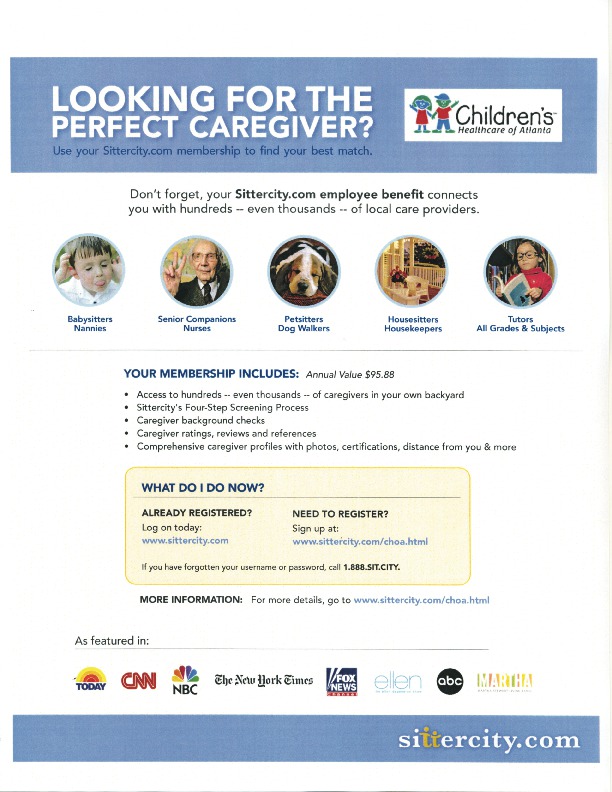 LOOKING FOR THE
PERFECT CAREGIVER?
Use your Sittercity.com membership to find your best match.
Children's™
Healthcare of Atlanta
Don't forget, your Sittercity.com employee benefit connects
you with hundreds -- even thousands -- of local care providers.
Babysitters
Nannies
Senior Companions
Nurses
Petsitters
Dog Walkers
Housesitters
Housekeepers
Tutors
All Grades & Subjects
YOUR MEMBERSHIP INCLUDES: Annual Value $95.88
• Access to hundreds -- even thousands -- of caregivers in your own backyard
• Sittercity's Four-Step Screening Process
• Caregiver background checks
• Caregiver ratings, reviews and references
• Comprehensive caregiver profiles with photos, certifications, distance from you & more
WHAT DO I DO NOW?
ALREADY REGISTERED?
Log on today:
www.sittercity.com
NEED TO REGISTER?
Sign up at:
www.sittercity.com/choa.html
If you have forgotten your username or password, call 1.888.SIT.CITY.
MORE INFORMATION: For more details, go to www.sittercity.com/choa.html
As featured in:
TODAY
CNN
NBC
The New York Times
FOX
NEWS
channel
ellen
abc
MARTHA
sittercity.com